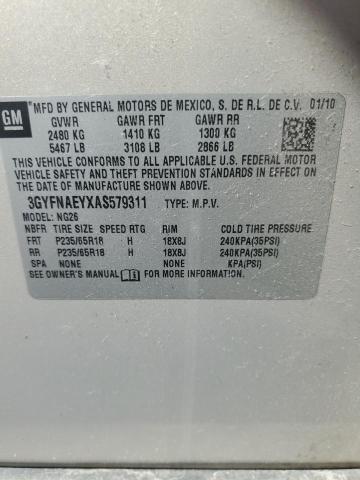 GM
MFD BY GENERAL MOTORS DE MEXICO, S. DE R.L. DE C.V. 01/10
GVWR GAWR FRT GAWR RR
2480 KG 1410 KG 1300 KG
5467 LB 3108 LB 2866 LB
THIS VEHICLE CONFORMS TO ALL APPLICABLE U.S. FEDERAL MOTOR
VEHICLE SAFETY AND THEFT PREVENTION STANDARDS IN EFFECT
ON THE DATE OF MANUFACTURE SHOWN ABOVE.
3GYFNAEYXAS579311 TYPE: M.P.V.
MODEL: NG26
NBFR TIRE SIZE SPEED RTG RIM COLD TIRE PRESSURE
FRT P235/65R18 H 18X8J 240KPA(35PSI)
RR P235/65R18 H 18X8J 240KPA(35PSI)
SPA NONE NONE KPA(PSI)
SEE OWNER'S MANUAL FOR MORE INFORMATION.